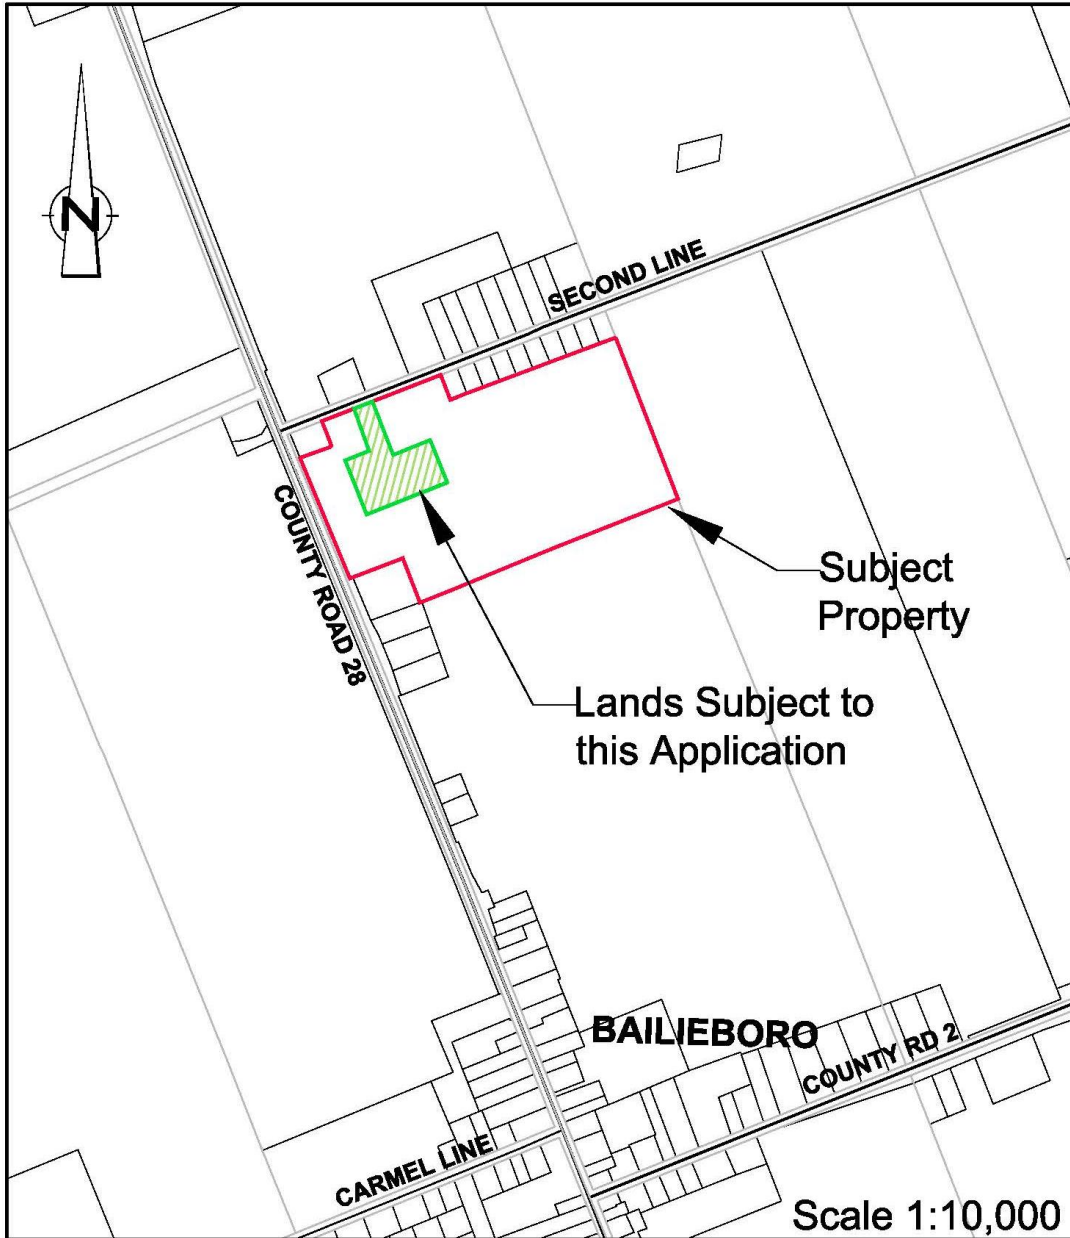 N
SECOND LINE
COUNTY ROAD 28
Subject
Property
Lands Subject to
this Application
BAILIEBORO
COUNTY RD 2
CARMEL LINE
Scale 1:10,000